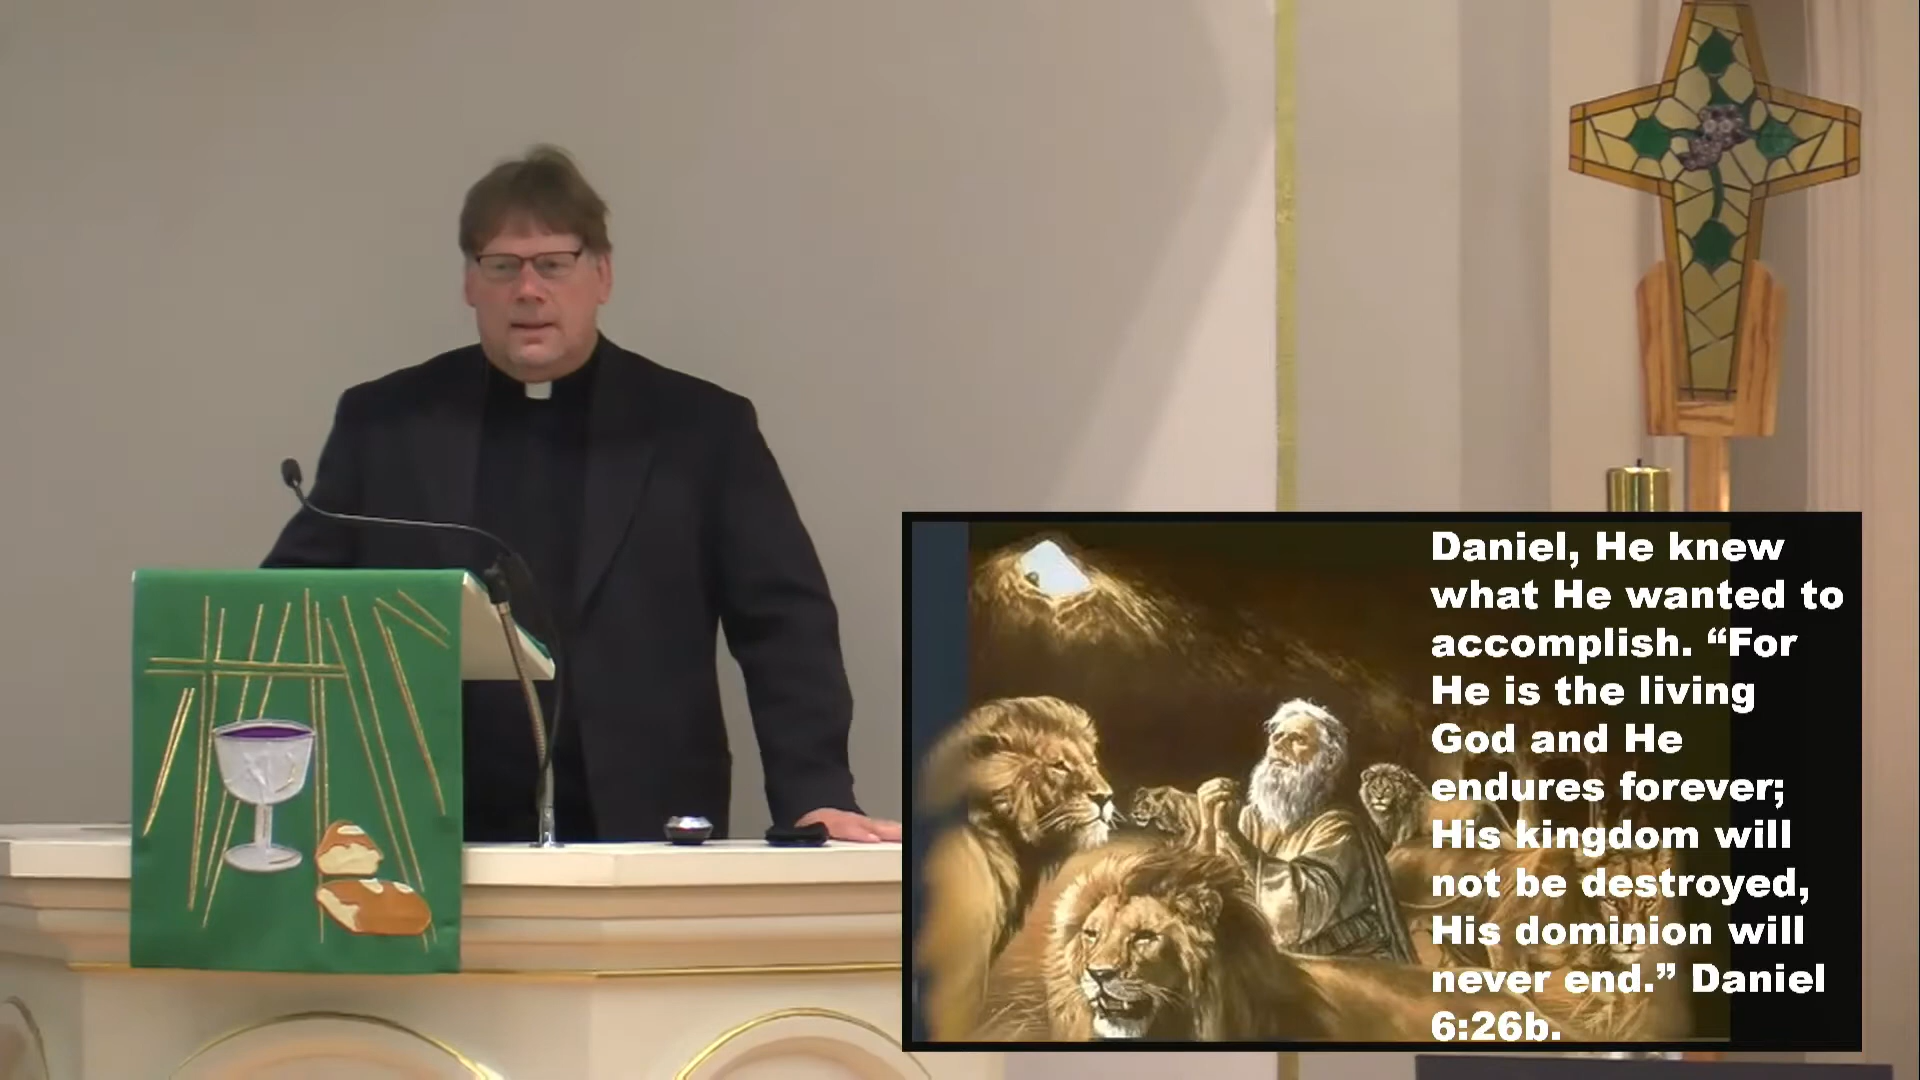 Daniel, He knew
what He wanted to
accomplish. “For
He is the living
God and He
endures forever;
His kingdom will
not be destroyed,
His dominion will
never end.” Daniel
6:26b.